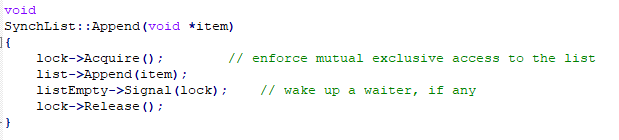 void
SynchList::Append(void *item)
{
    lock->Acquire();        // enforce mutual exclusive access to the list
    list->Append(item);
    listEmpty->Signal(lock);    // wake up a waiter, if any
    lock->Release();
}